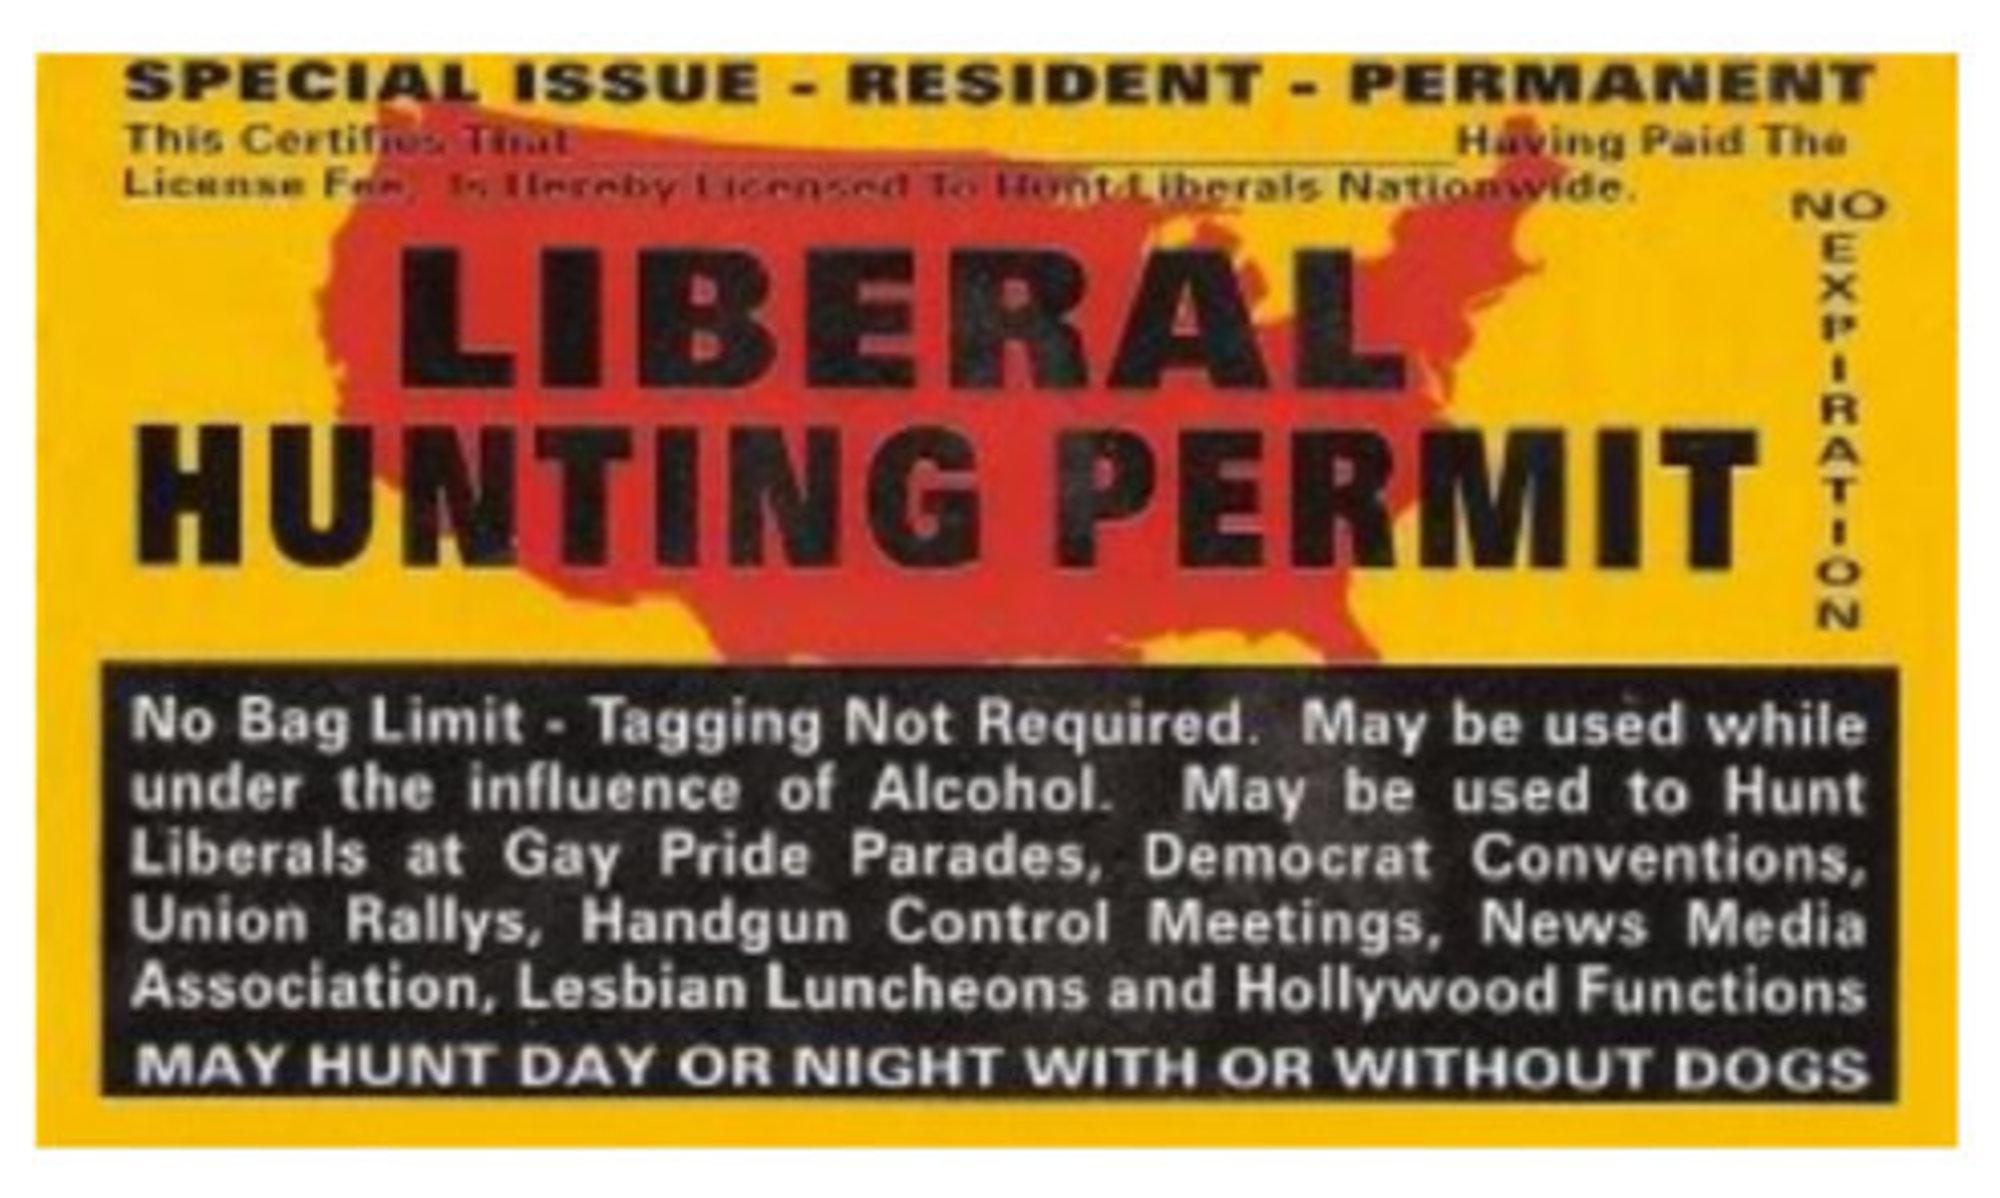 SPECIAL ISSUE - RESIDENT - PERMANENT
This Certifies That ____ Having Paid The
License Fee, Is Hereby Licensed To Hunt Liberals Nationwide.
NO EXPIRATION
LIBERAL
HUNTING PERMIT
No Bag Limit - Tagging Not Required. May be used while
under the influence of Alcohol. May be used to Hunt
Liberals at Gay Pride Parades, Democrat Conventions,
Union Rallys, Handgun Control Meetings, News Media
Association, Lesbian Luncheons and Hollywood Functions
MAY HUNT DAY OR NIGHT WITH OR WITHOUT DOGS